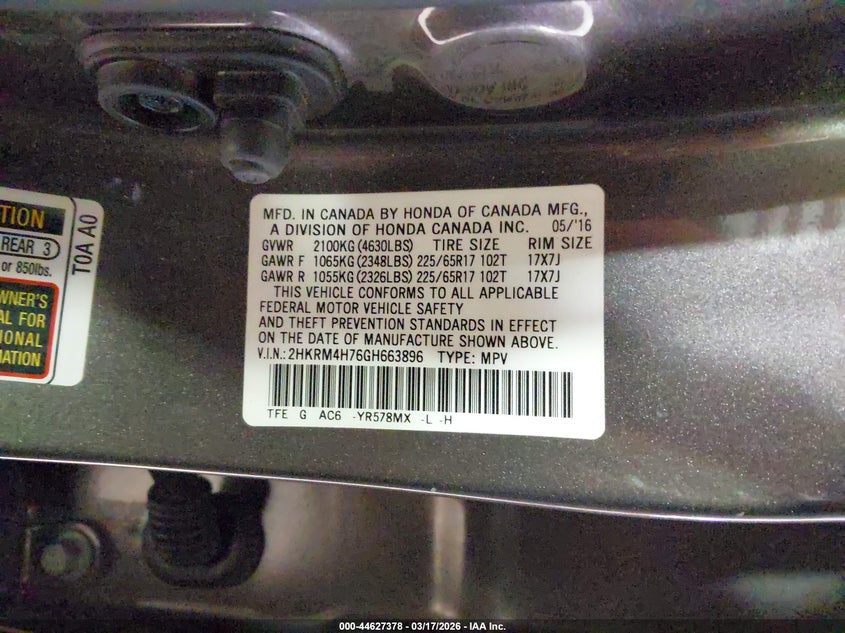 TION
REAR 3
or 850lbs.
WNER'S
AL FOR
IONAL
MATION
T0A A0
MFD. IN CANADA BY HONDA OF CANADA MFG.,
A DIVISION OF HONDA CANADA INC. 05/'16
GVWR 2100KG (4630LBS) TIRE SIZE RIM SIZE
GAWR F 1065KG (2348LBS) 225/65R17 102T 17X7J
GAWR R 1055KG (2326LBS) 225/65R17 102T 17X7J
THIS VEHICLE CONFORMS TO ALL APPLICABLE
FEDERAL MOTOR VEHICLE SAFETY
AND THEFT PREVENTION STANDARDS IN EFFECT
ON THE DATE OF MANUFACTURE SHOWN ABOVE.
V.I.N.: 2HKRM4H76GH663896 TYPE: MPV
TFE G AC6 -YR578MX -L -H
000-44627378 - 03/17/2026 - IAA Inc.